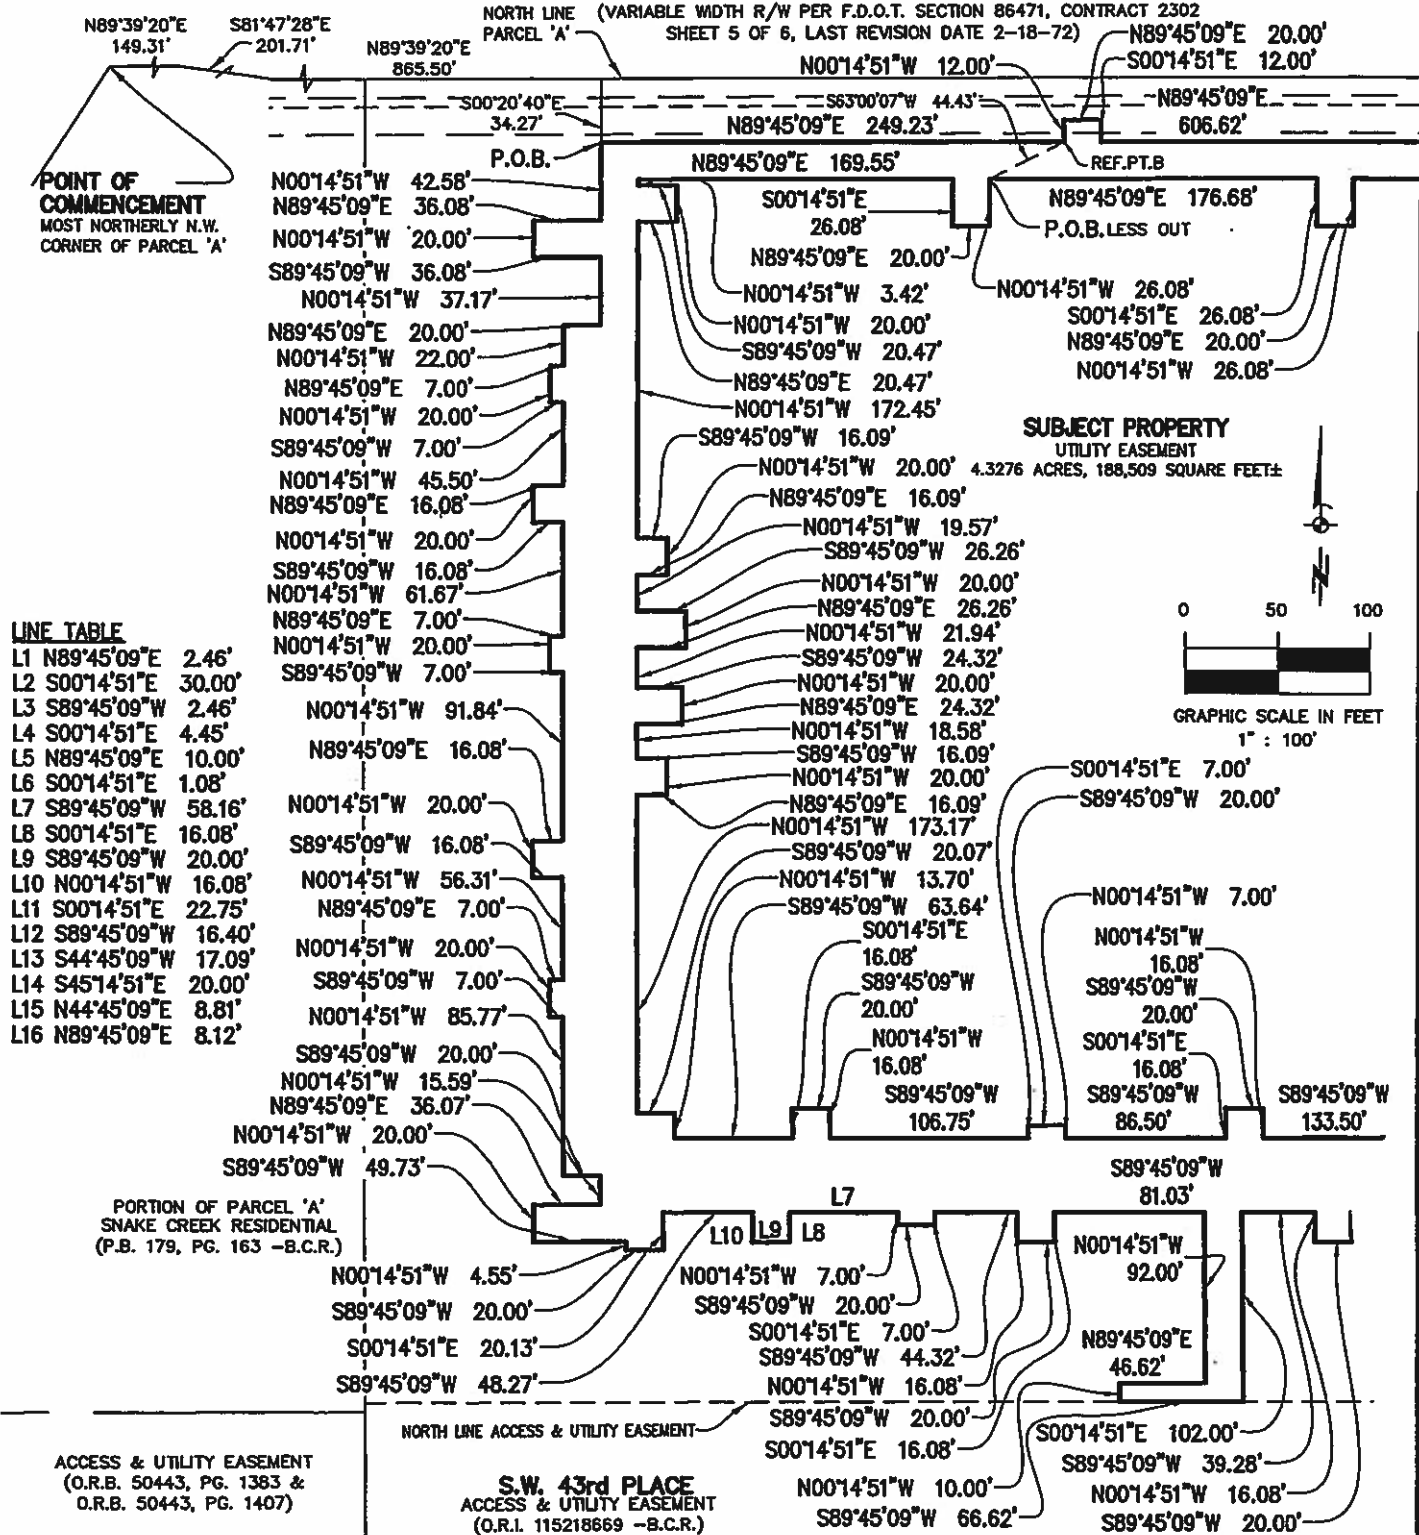 NORTH LINE
PARCEL 'A'
(VARIABLE WIDTH R/W PER F.D.O.T. SECTION 86471, CONTRACT 2302
SHEET 5 OF 6, LAST REVISION DATE 2-18-72)
N89°39'20"E
149.31'
S81°47'28"E
201.71'
N89°39'20"E
865.50'
N89°45'09"E 20.00'
N00°14'51"W 12.00'
S00°14'51"E 12.00'
S00°20'40"E
34.27'
S63°00'07"W 44.43'
N89°45'09"E
606.62'
N89°45'09"E 249.23'
P.O.B.
N89°45'09"E 169.55'
REF.PT.B
POINT OF
COMMENCEMENT
MOST NORTHERLY N.W.
CORNER OF PARCEL 'A'
N00°14'51"W 42.58'
N89°45'09"E 36.08'
N00°14'51"W 20.00'
S89°45'09"W 36.08'
N00°14'51"W 37.17'
N89°45'09"E 20.00'
N00°14'51"W 22.00'
N89°45'09"E 7.00'
N00°14'51"W 20.00'
S89°45'09"W 7.00'
N00°14'51"W 45.50'
N89°45'09"E 16.08'
N00°14'51"W 20.00'
S89°45'09"W 16.08'
N00°14'51"W 61.67'
N89°45'09"E 7.00'
N00°14'51"W 20.00'
S89°45'09"W 7.00'
N00°14'51"W 91.84'
N89°45'09"E 16.08'
N00°14'51"W 20.00'
S89°45'09"W 16.08'
N00°14'51"W 56.31'
N89°45'09"E 7.00'
N00°14'51"W 20.00'
S89°45'09"W 7.00'
N00°14'51"W 85.77'
S89°45'09"W 20.00'
N00°14'51"W 15.59'
N89°45'09"E 36.07'
N00°14'51"W 20.00'
S89°45'09"W 49.73'
S00°14'51"E
26.08'
N89°45'09"E 20.00'
N89°45'09"E 176.68'
P.O.B. LESS OUT
N00°14'51"W 26.08'
S00°14'51"E 26.08'
N89°45'09"E 20.00'
N00°14'51"W 26.08'
N00°14'51"W 3.42'
N00°14'51"W 20.00'
S89°45'09"W 20.47'
N89°45'09"E 20.47'
N00°14'51"W 172.45'
S89°45'09"W 16.09'
N00°14'51"W 20.00'
N89°45'09"E 16.09'
N00°14'51"W 19.57'
S89°45'09"W 26.26'
N00°14'51"W 20.00'
N89°45'09"E 26.26'
N00°14'51"W 21.94'
S89°45'09"W 24.32'
N00°14'51"W 20.00'
N89°45'09"E 24.32'
N00°14'51"W 18.58'
S89°45'09"W 16.09'
N00°14'51"W 20.00'
N89°45'09"E 16.09'
N00°14'51"W 173.17'
S89°45'09"W 20.07'
N00°14'51"W 13.70'
S89°45'09"W 63.64'
SUBJECT PROPERTY
UTILITY EASEMENT
4.3276 ACRES, 188,509 SQUARE FEET±
0 50 100
GRAPHIC SCALE IN FEET
1" : 100'
LINE TABLE
L1 N89°45'09"E 2.46'
L2 S00°14'51"E 30.00'
L3 S89°45'09"W 2.46'
L4 S00°14'51"E 4.45'
L5 N89°45'09"E 10.00'
L6 S00°14'51"E 1.08'
L7 S89°45'09"W 58.16'
L8 S00°14'51"E 16.08'
L9 S89°45'09"W 20.00'
L10 N00°14'51"W 16.08'
L11 S00°14'51"E 22.75'
L12 S89°45'09"W 16.40'
L13 S44°45'09"W 17.09'
L14 S45°14'51"E 20.00'
L15 N44°45'09"E 8.81'
L16 N89°45'09"E 8.12'
S00°14'51"E 7.00'
S89°45'09"W 20.00'
N00°14'51"W 7.00'
S00°14'51"E
16.08'
S89°45'09"W
20.00'
N00°14'51"W
16.08'
S89°45'09"W
106.75'
N00°14'51"W
16.08'
S89°45'09"W
20.00'
S00°14'51"E
16.08'
S89°45'09"W
86.50'
S89°45'09"W
133.50'
S89°45'09"W
81.03'
L7
L10
L9
L8
PORTION OF PARCEL 'A'
SNAKE CREEK RESIDENTIAL
(P.B. 179, PG. 163 -B.C.R.)
N00°14'51"W 4.55'
S89°45'09"W 20.00'
S00°14'51"E 20.13'
S89°45'09"W 48.27'
N00°14'51"W 7.00'
S89°45'09"W 20.00'
S00°14'51"E 7.00'
S89°45'09"W 44.32'
N00°14'51"W 16.08'
S89°45'09"W 20.00'
S00°14'51"E 16.08'
N00°14'51"W
92.00'
N89°45'09"E
46.62'
N00°14'51"W 10.00'
S89°45'09"W 66.62'
S00°14'51"E 102.00'
S89°45'09"W 39.28'
N00°14'51"W 16.08'
S89°45'09"W 20.00'
NORTH LINE ACCESS & UTILITY EASEMENT
ACCESS & UTILITY EASEMENT
(O.R.B. 50443, PG. 1383 &
O.R.B. 50443, PG. 1407)
S.W. 43rd PLACE
ACCESS & UTILITY EASEMENT
(O.R.I. 115218669 -B.C.R.)